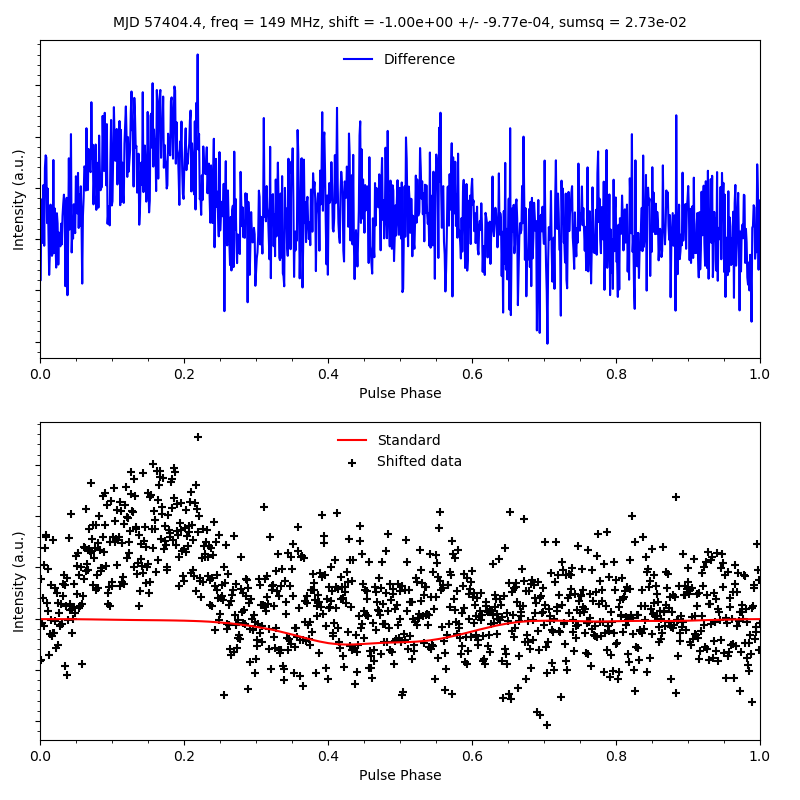 MJD 57404.4, freq = 149 MHz, shift = -1.00e+00 +/- -9.77e-04, sumsq = 2.73e-02
Difference
Intensity (a.u.)
0.0 0.2 0.4 0.6 0.8 1.0
Pulse Phase
Standard
Shifted data
Intensity (a.u.)
0.0 0.2 0.4 0.6 0.8 1.0
Pulse Phase